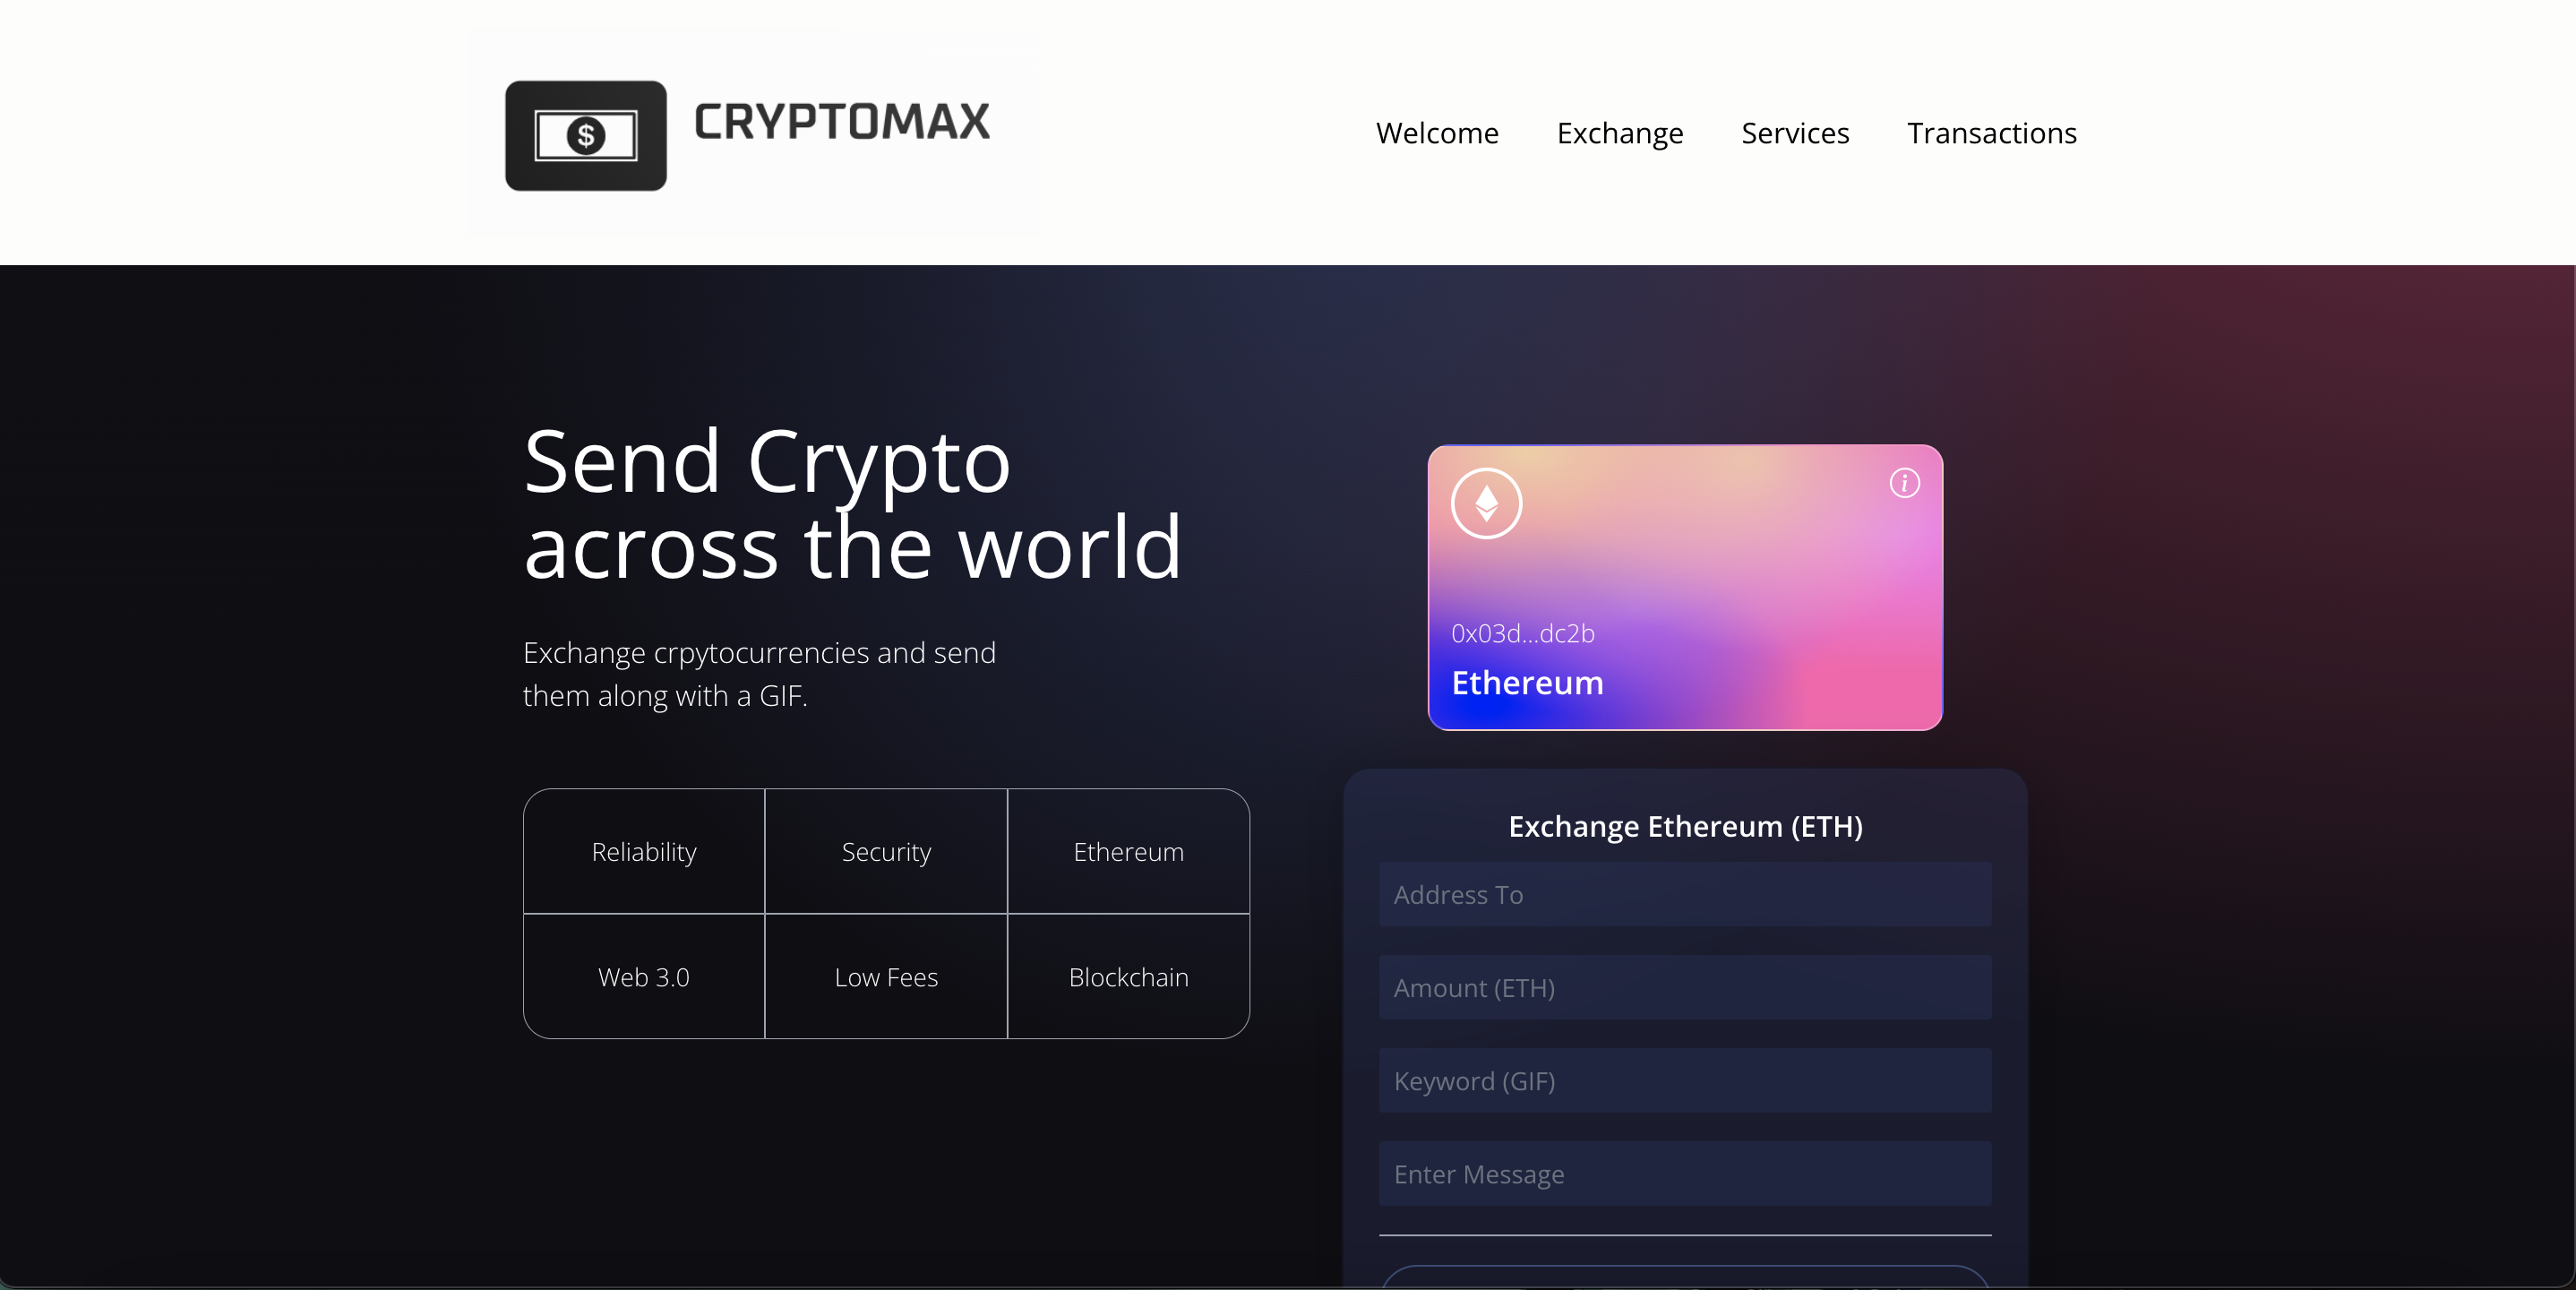 $
CRYPTOMAX
Welcome
Exchange
Services
Transactions
Send Crypto
across the world
Exchange crpytocurrencies and send
them along with a GIF.
Reliability
Security
Ethereum
Web 3.0
Low Fees
Blockchain
i
0x03d...dc2b
Ethereum
Exchange Ethereum (ETH)
Address To
Amount (ETH)
Keyword (GIF)
Enter Message